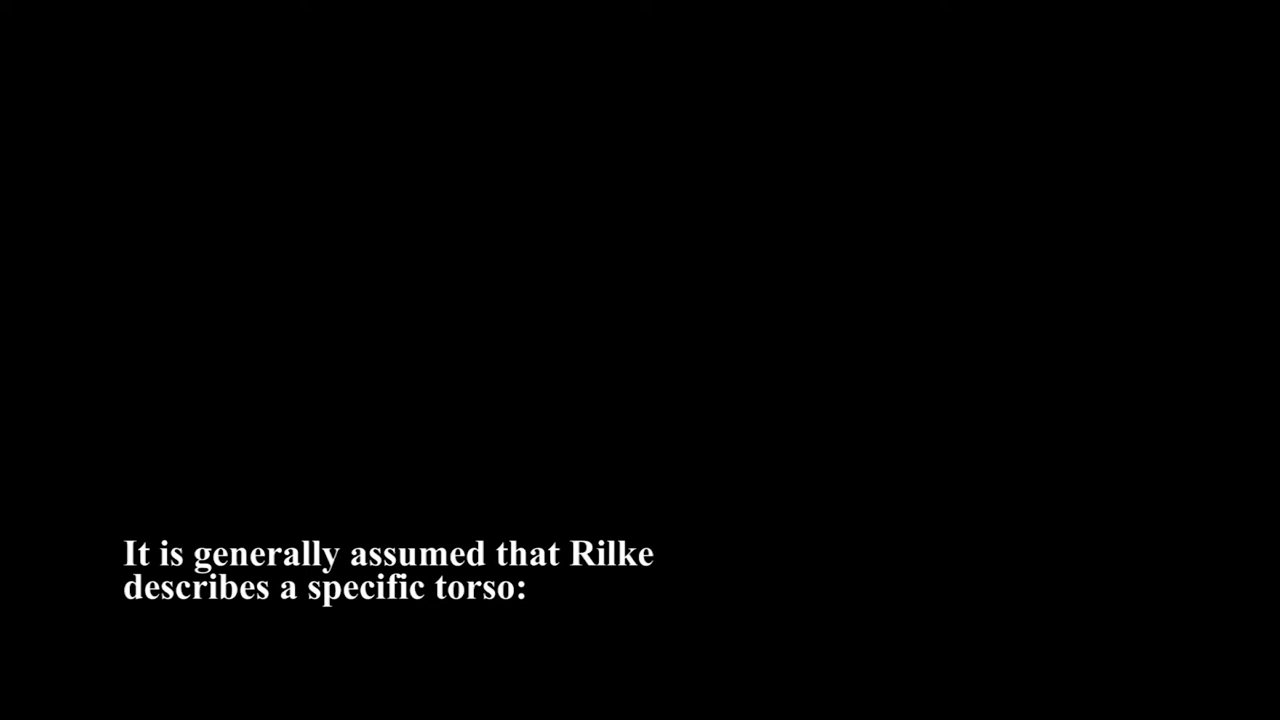 It is generally assumed that Rilke
describes a specific torso: